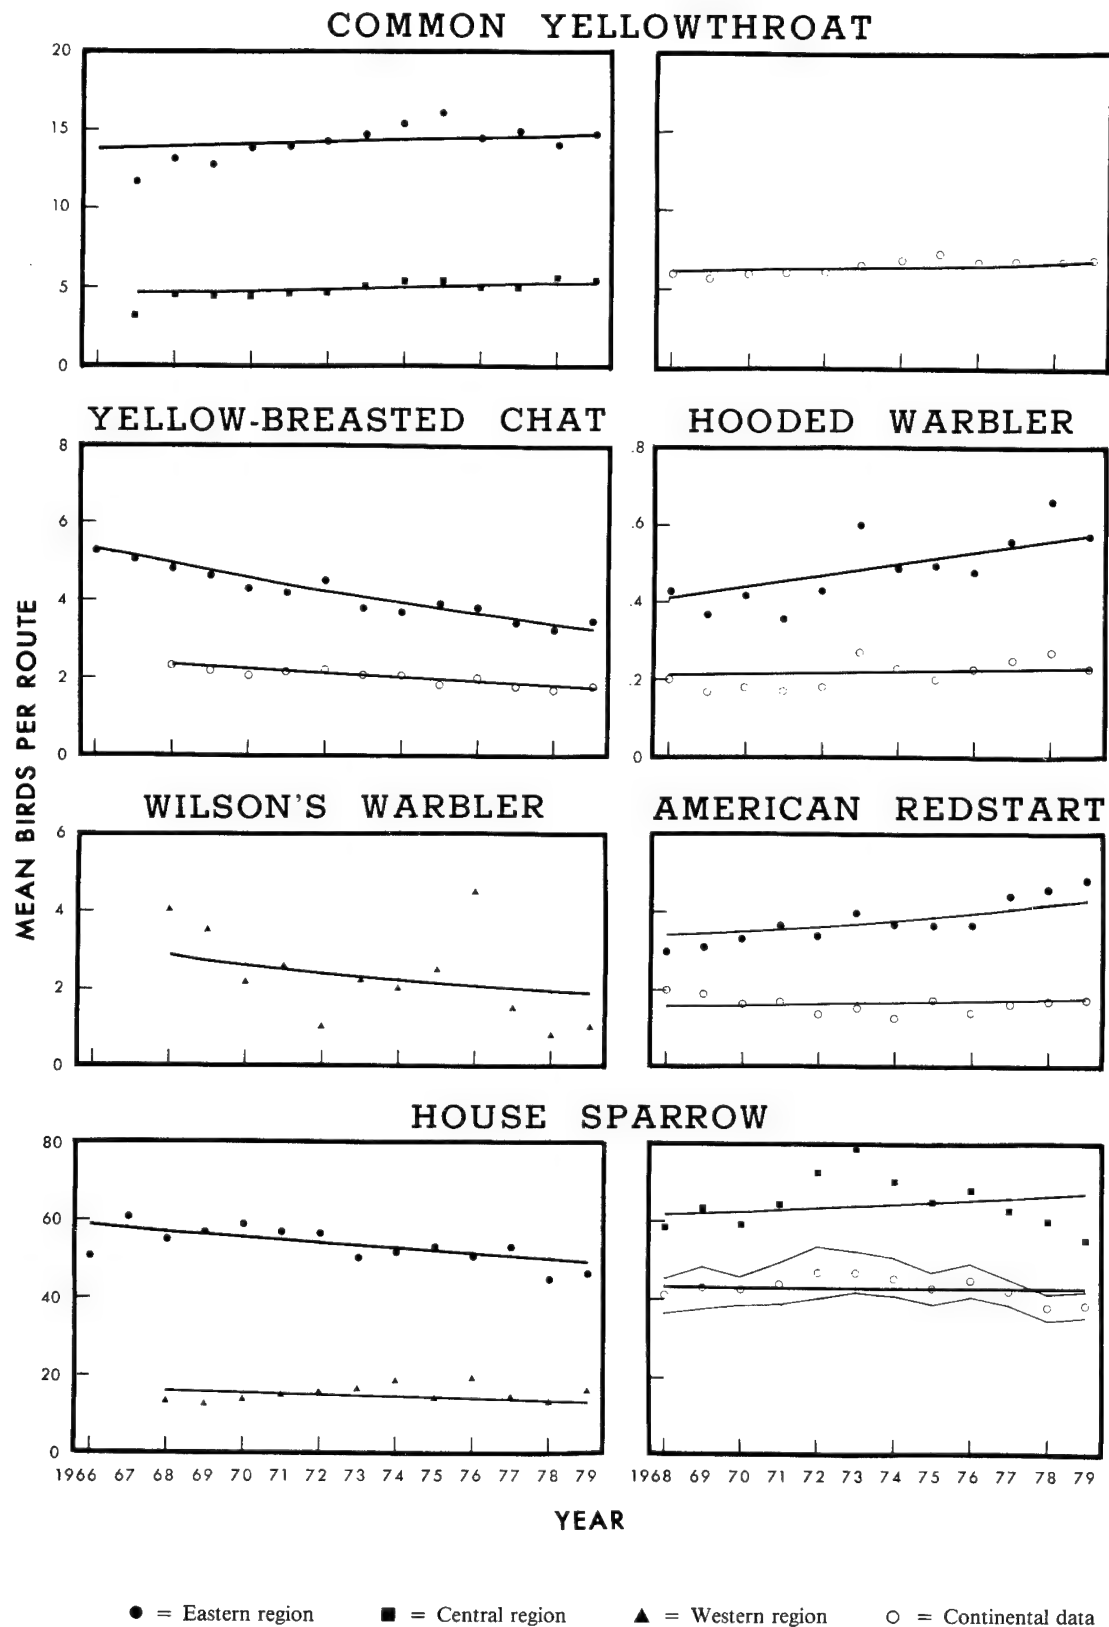 COMMON YELLOWTHROAT
20
15
10
5
0
YELLOW-BREASTED CHAT
8
6
4
2
0
HOODED WARBLER
.8
.6
.4
.2
0
MEAN BIRDS PER ROUTE
WILSON'S WARBLER
6
4
2
0
AMERICAN REDSTART
HOUSE SPARROW
80
60
40
20
0
1966 67 68 69 70 71 72 73 74 75 76 77 78 79
1968 69 70 71 72 73 74 75 76 77 78 79
YEAR
● = Eastern region ■ = Central region ▲ = Western region ○ = Continental data